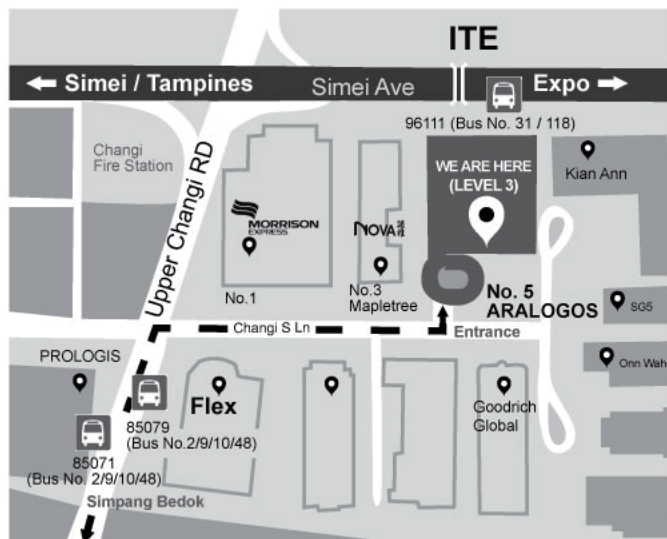 ITE
Simei / Tampines
Simei Ave
Expo
96111 (Bus No. 31 / 118)
Changi
Fire Station
Upper Changi RD
WE ARE HERE
(LEVEL 3)
Kian Ann
MORRISON
EXPRESS
NOVA
No.1
No.3
Mapletree
No. 5
ARALOGOS
SG5
Changi S Ln
Entrance
PROLOGIS
Onn Wah
Flex
85079
(Bus No.2/9/10/48)
Goodrich
Global
85071
(Bus No. 2/9/10/48)
Simpang Bedok